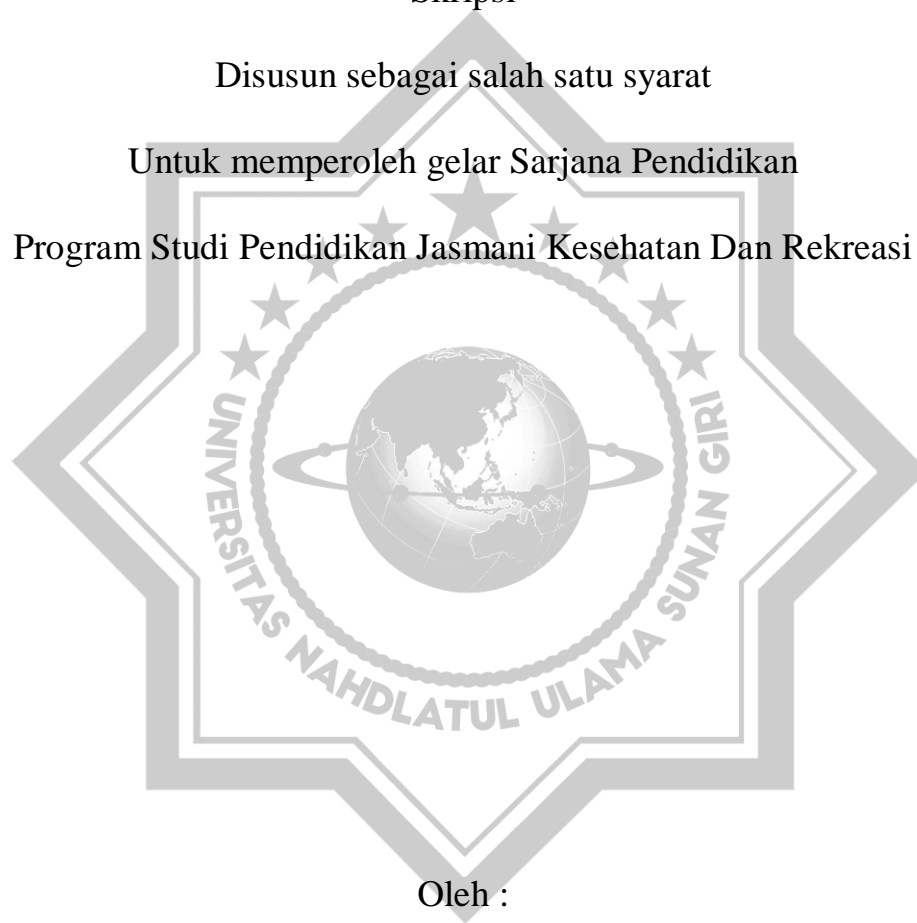 Skripsi
Disusun sebagai salah satu syarat
Untuk memperoleh gelar Sarjana Pendidikan
Program Studi Pendidikan Jasmani Kesehatan Dan Rekreasi
UNIVERSITAS NAHDLATUL ULAMA SUNAN GIRI
Oleh :